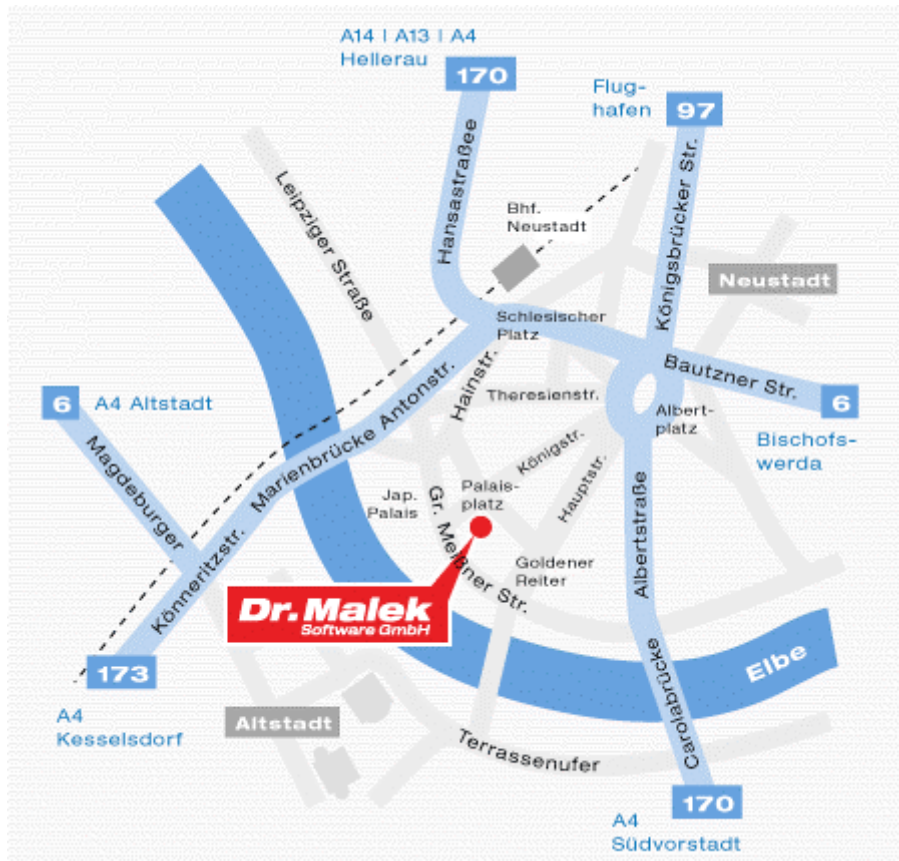 A14 | A13 | A4
Hellerau
170
Flug-
hafen
97
Leipziger Straße
Hansastraßee
Bhf.
Neustadt
Königsbrücker Str.
Neustadt
Schlesischer
Platz
Hainstr.
Theresienstr.
Bautzner Str.
6
Bischofs-
werda
Albert-
platz
6
A4 Altstadt
Magdeburger
Marienbrücke Antonstr.
Könneritzstr.
Jap.
Palais
Palais-
platz
Königstr.
Hauptstr.
Gr. Meißner Str.
Goldener
Reiter
Albertstraße
Dr. Malek
Software GmbH
173
A4
Kesselsdorf
Altstadt
Elbe
Carolabrücke
Terrassenufer
170
A4
Südvorstadt